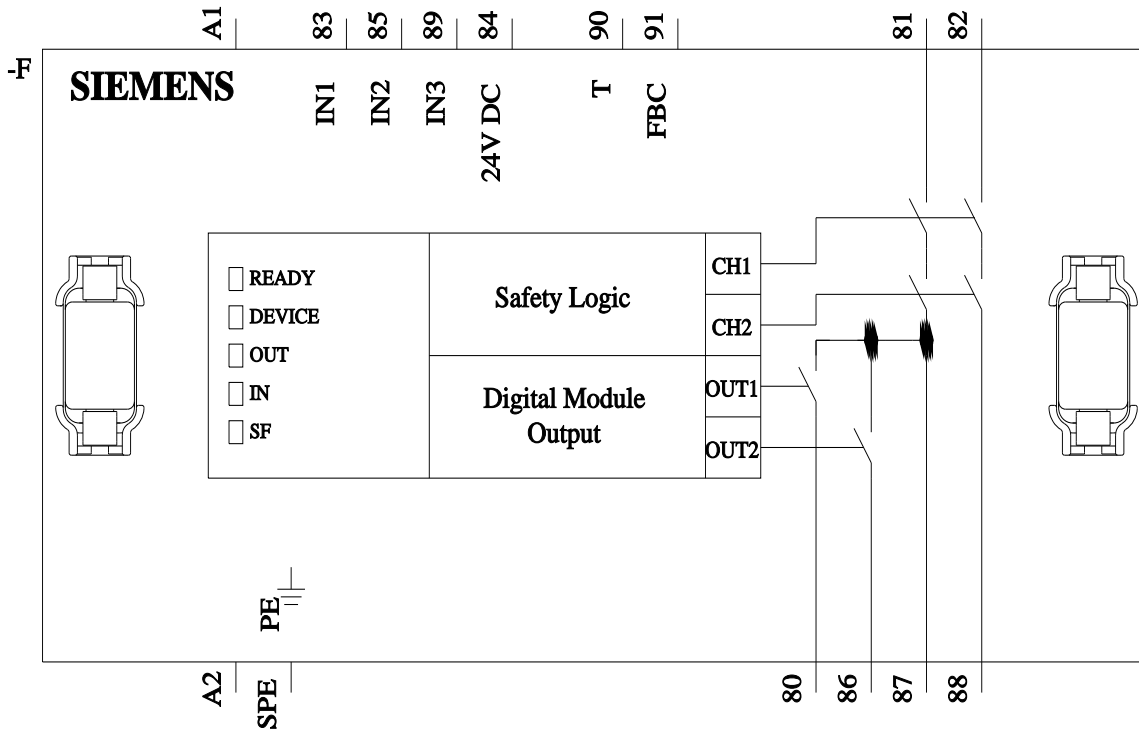 A1
83
85
89
84
90
91
81
82
-F
SIEMENS
IN1
IN2
IN3
24V DC
T
FBC
READY
DEVICE
OUT
IN
SF
Safety Logic
Digital Module
Output
CH1
CH2
OUT1
OUT2
PE
A2
SPE
80
86
87
88